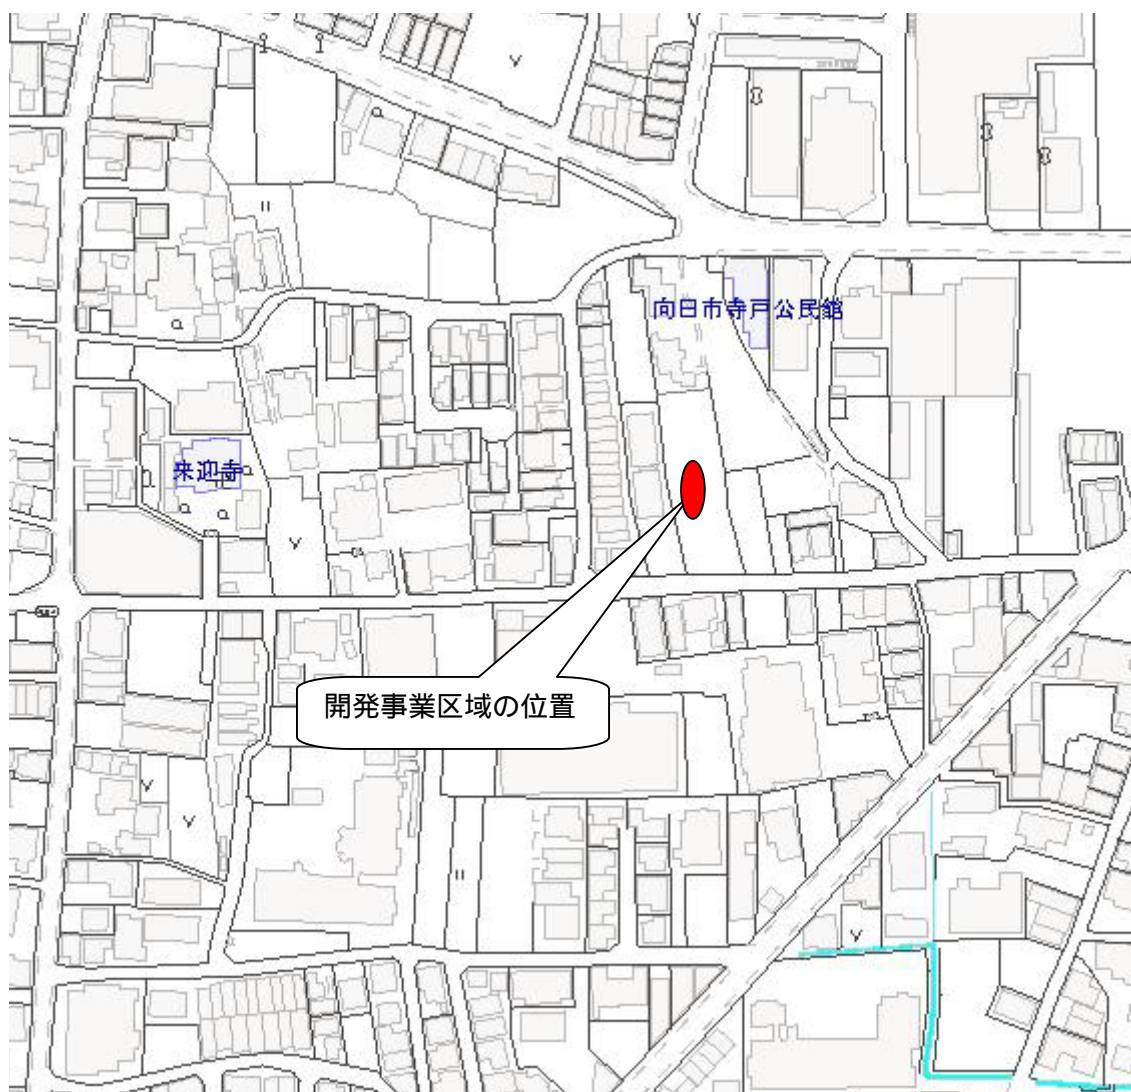 向日市寺戸公民館
来迎寺
開発事業区域の位置